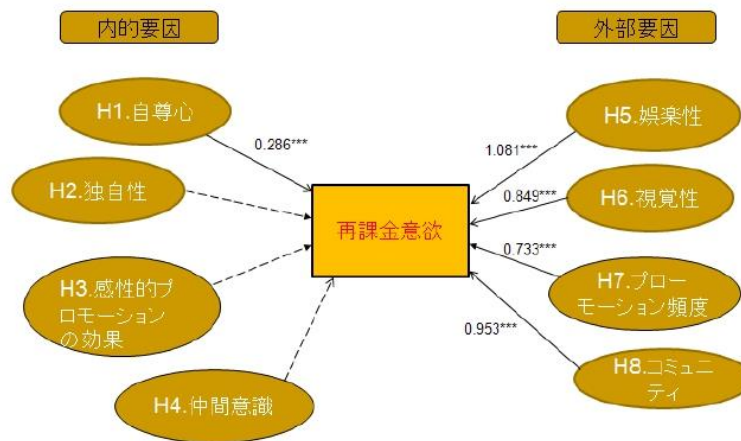 内的要因
外部要因
H1.自尊心
0.286***
H2.独自性
H3.感性的プ
ロモーション
の効果
H4.仲間意識
再課金意欲
H5.娯楽性
1.081***
H6.視覚性
0.849***
H7.プロー
モーション頻度
0.733***
H8.コミュニ
ティ
0.953***